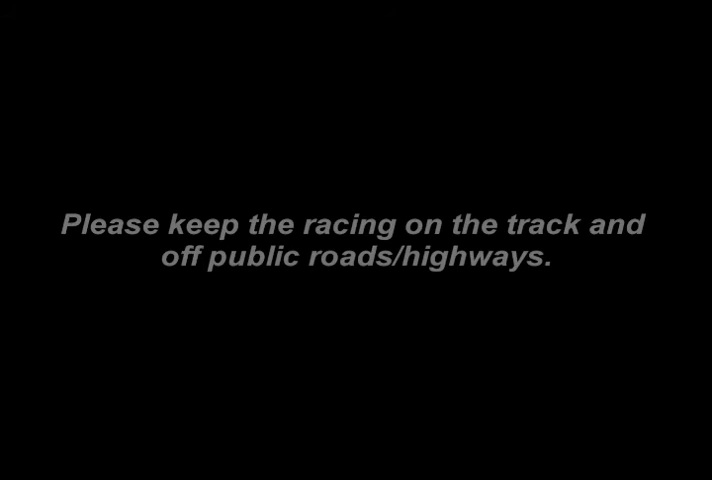 Please keep the racing on the track and
off public roads/highways.